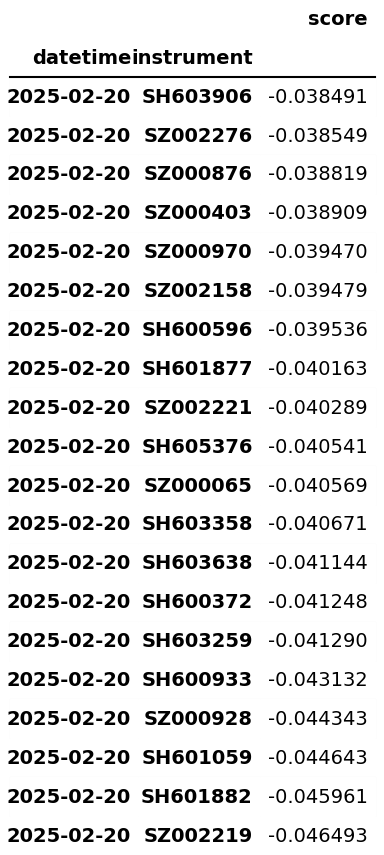 score
datetime instrument
2025-02-20 SH603906 -0.038491
2025-02-20 SZ002276 -0.038549
2025-02-20 SZ000876 -0.038819
2025-02-20 SZ000403 -0.038909
2025-02-20 SZ000970 -0.039470
2025-02-20 SZ002158 -0.039479
2025-02-20 SH600596 -0.039536
2025-02-20 SH601877 -0.040163
2025-02-20 SZ002221 -0.040289
2025-02-20 SH605376 -0.040541
2025-02-20 SZ000065 -0.040569
2025-02-20 SH603358 -0.040671
2025-02-20 SH603638 -0.041144
2025-02-20 SH600372 -0.041248
2025-02-20 SH603259 -0.041290
2025-02-20 SH600933 -0.043132
2025-02-20 SZ000928 -0.044343
2025-02-20 SH601059 -0.044643
2025-02-20 SH601882 -0.045961
2025-02-20 SZ002219 -0.046493